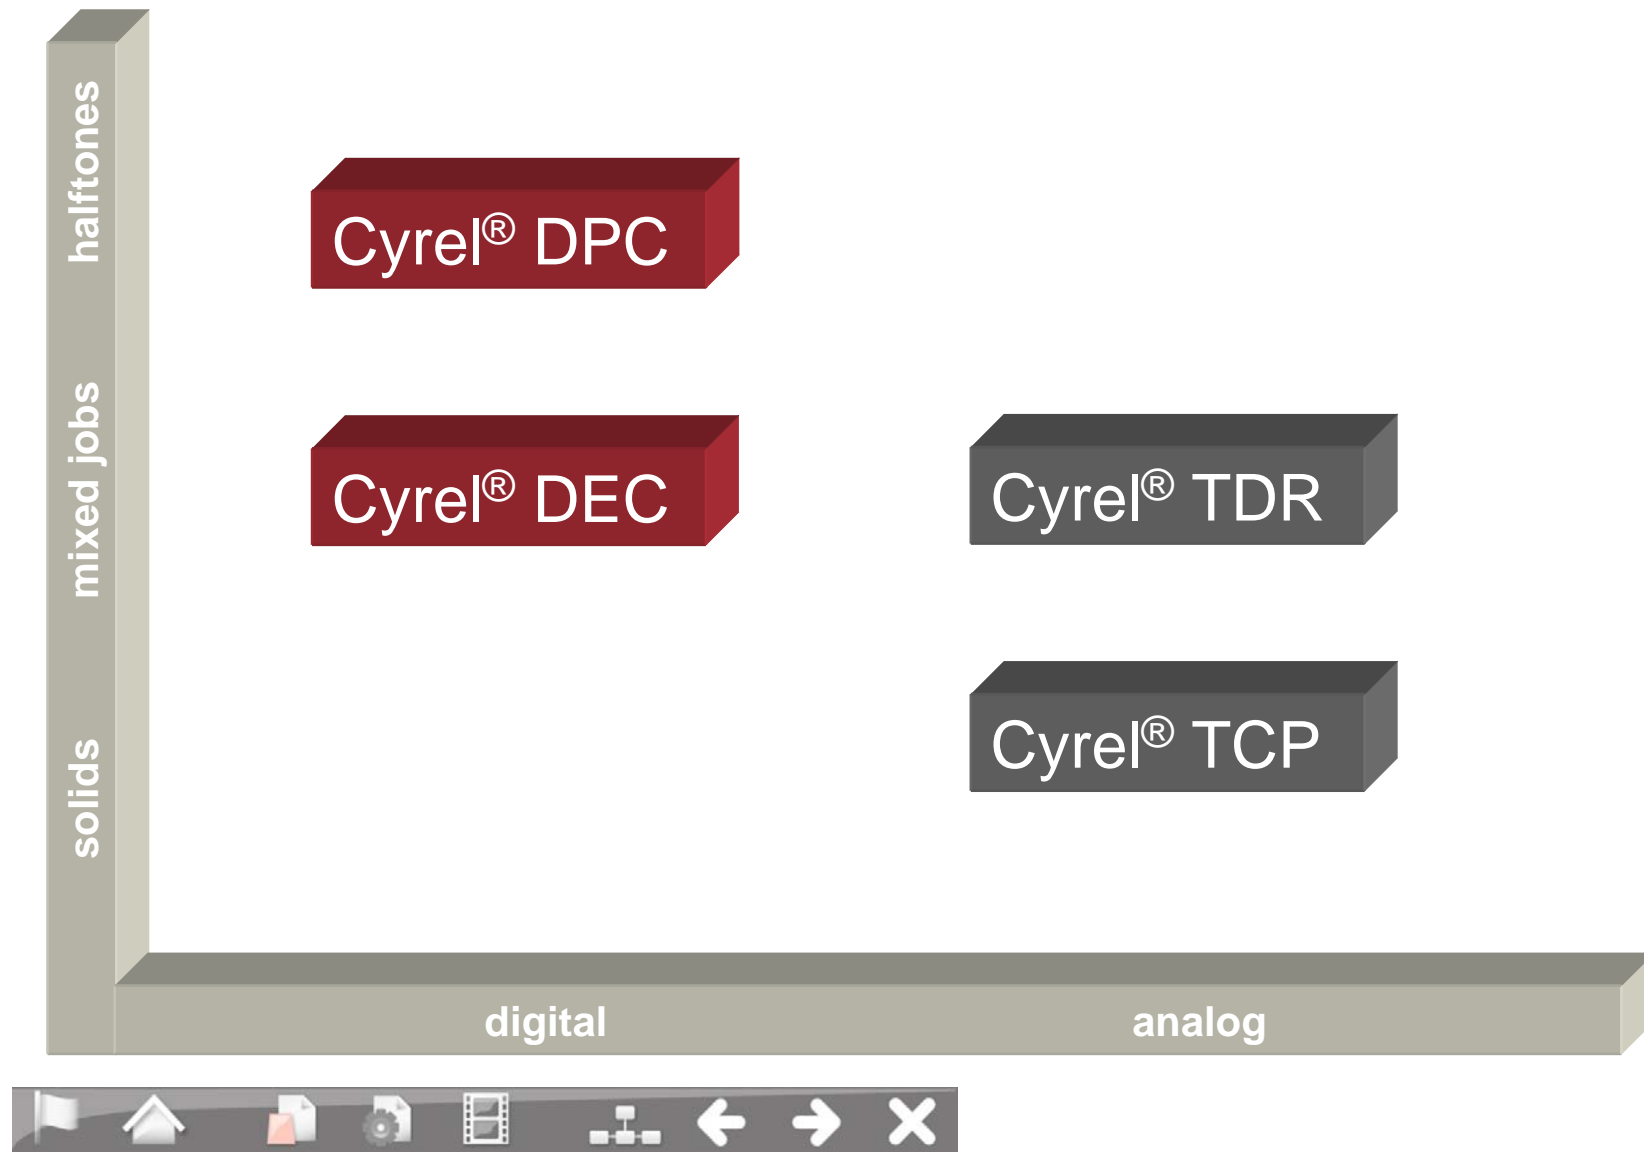 halftones
Cyrel® DPC
mixed jobs
Cyrel® DEC
Cyrel® TDR
solids
Cyrel® TCP
digital
analog